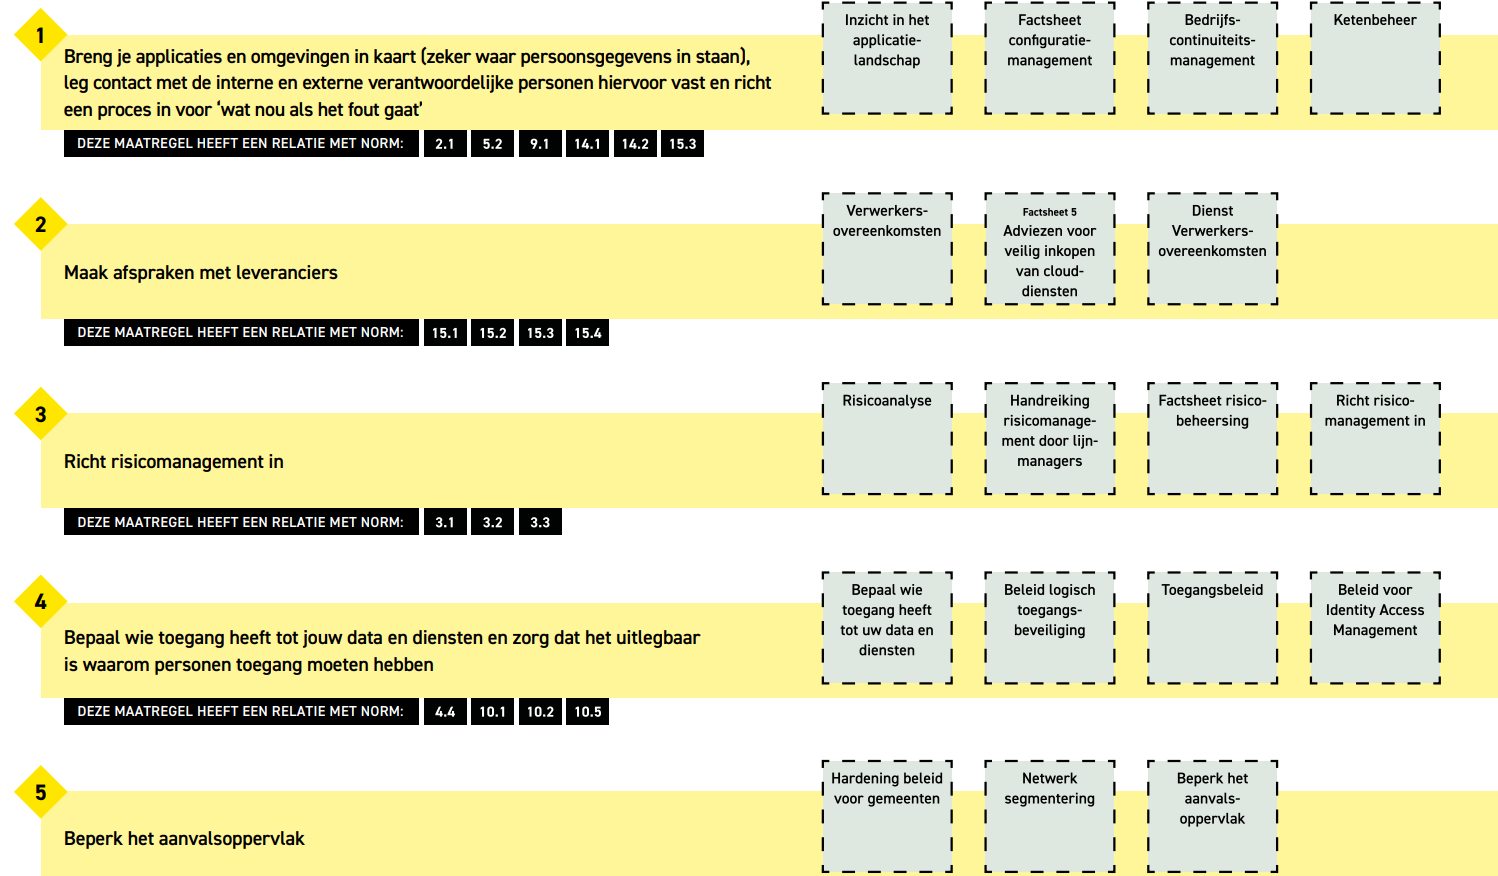 1
Breng je applicaties en omgevingen in kaart (zeker waar persoonsgegevens in staan),
leg contact met de interne en externe verantwoordelijke personen hiervoor vast en richt
een proces in voor ‘wat nou als het fout gaat’
Inzicht in het
applicatie-
landschap
Factsheet
configuratie-
management
Bedrijfs-
continuiteits-
management
Ketenbeheer
DEZE MAATREGEL HEEFT EEN RELATIE MET NORM: 2.1 5.2 9.1 14.1 14.2 15.3
2
Maak afspraken met leveranciers
Verwerkers-
overeenkomsten
Factsheet 5
Adviezen voor
veilig inkopen
van cloud-
diensten
Dienst
Verwerkers-
overeenkomsten
DEZE MAATREGEL HEEFT EEN RELATIE MET NORM: 15.1 15.2 15.3 15.4
3
Richt risicomanagement in
Risicoanalyse
Handreiking
risicomanage-
ment door lijn-
managers
Factsheet risico-
beheersing
Richt risico-
management in
DEZE MAATREGEL HEEFT EEN RELATIE MET NORM: 3.1 3.2 3.3
4
Bepaal wie toegang heeft tot jouw data en diensten en zorg dat het uitlegbaar
is waarom personen toegang moeten hebben
Bepaal wie
toegang heeft
tot uw data en
diensten
Beleid logisch
toegangs-
beveiliging
Toegangsbeleid
Beleid voor
Identity Access
Management
DEZE MAATREGEL HEEFT EEN RELATIE MET NORM: 4.4 10.1 10.2 10.5
5
Beperk het aanvalsoppervlak
Hardening beleid
voor gemeenten
Netwerk
segmentering
Beperk het
aanvals-
oppervlak